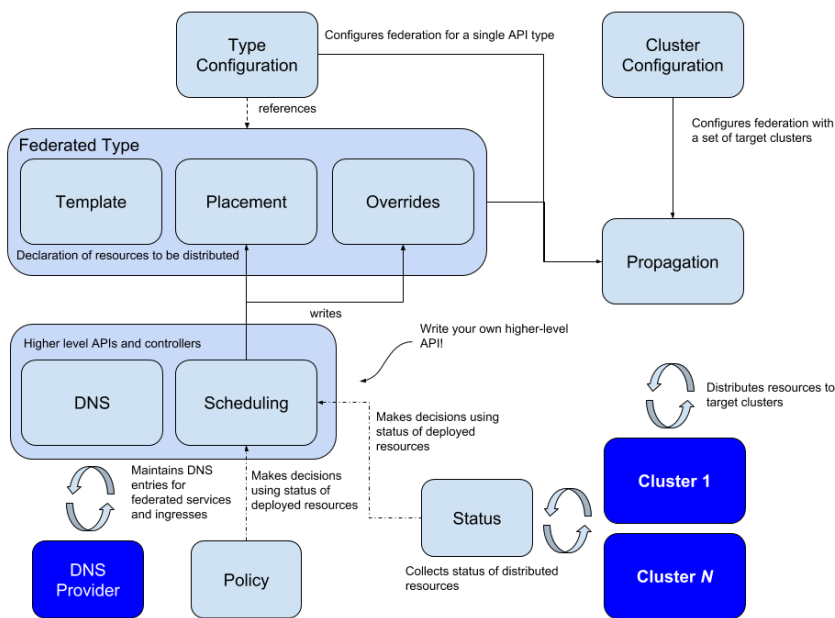 Type
Configuration
Configures federation for a single API type
Cluster
Configuration
references
Configures federation with
a set of target clusters
Federated Type
Template
Placement
Overrides
Declaration of resources to be distributed
Propagation
writes
Higher level APIs and controllers
Write your own higher-level
API!
DNS
Scheduling
Distributes resources to
target clusters
Makes decisions using
status of deployed
resources
Maintains DNS
entries for
federated services
and ingresses
Makes decisions
using status of
deployed resources
Cluster 1
Status
Collects status of distributed
resources
DNS
Provider
Policy
Cluster N